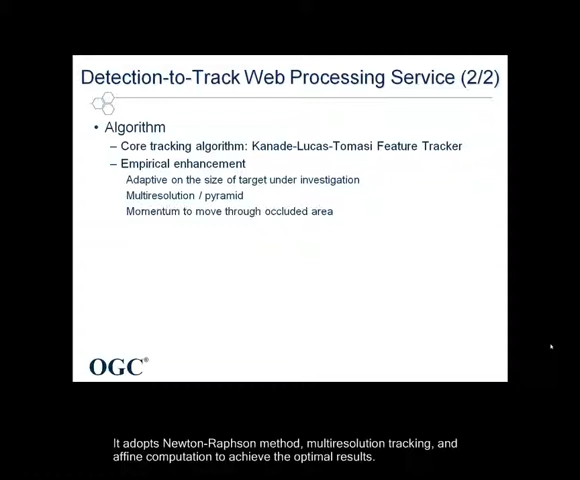 Detection-to-Track Web Processing Service (2/2)
• Algorithm
– Core tracking algorithm: Kanade-Lucas-Tomasi Feature Tracker
– Empirical enhancement
Adaptive on the size of target under investigation
Multiresolution / pyramid
Momentum to move through occluded area
OGC®
It adopts Newton-Raphson method, multiresolution tracking, and
affine computation to achieve the optimal results.